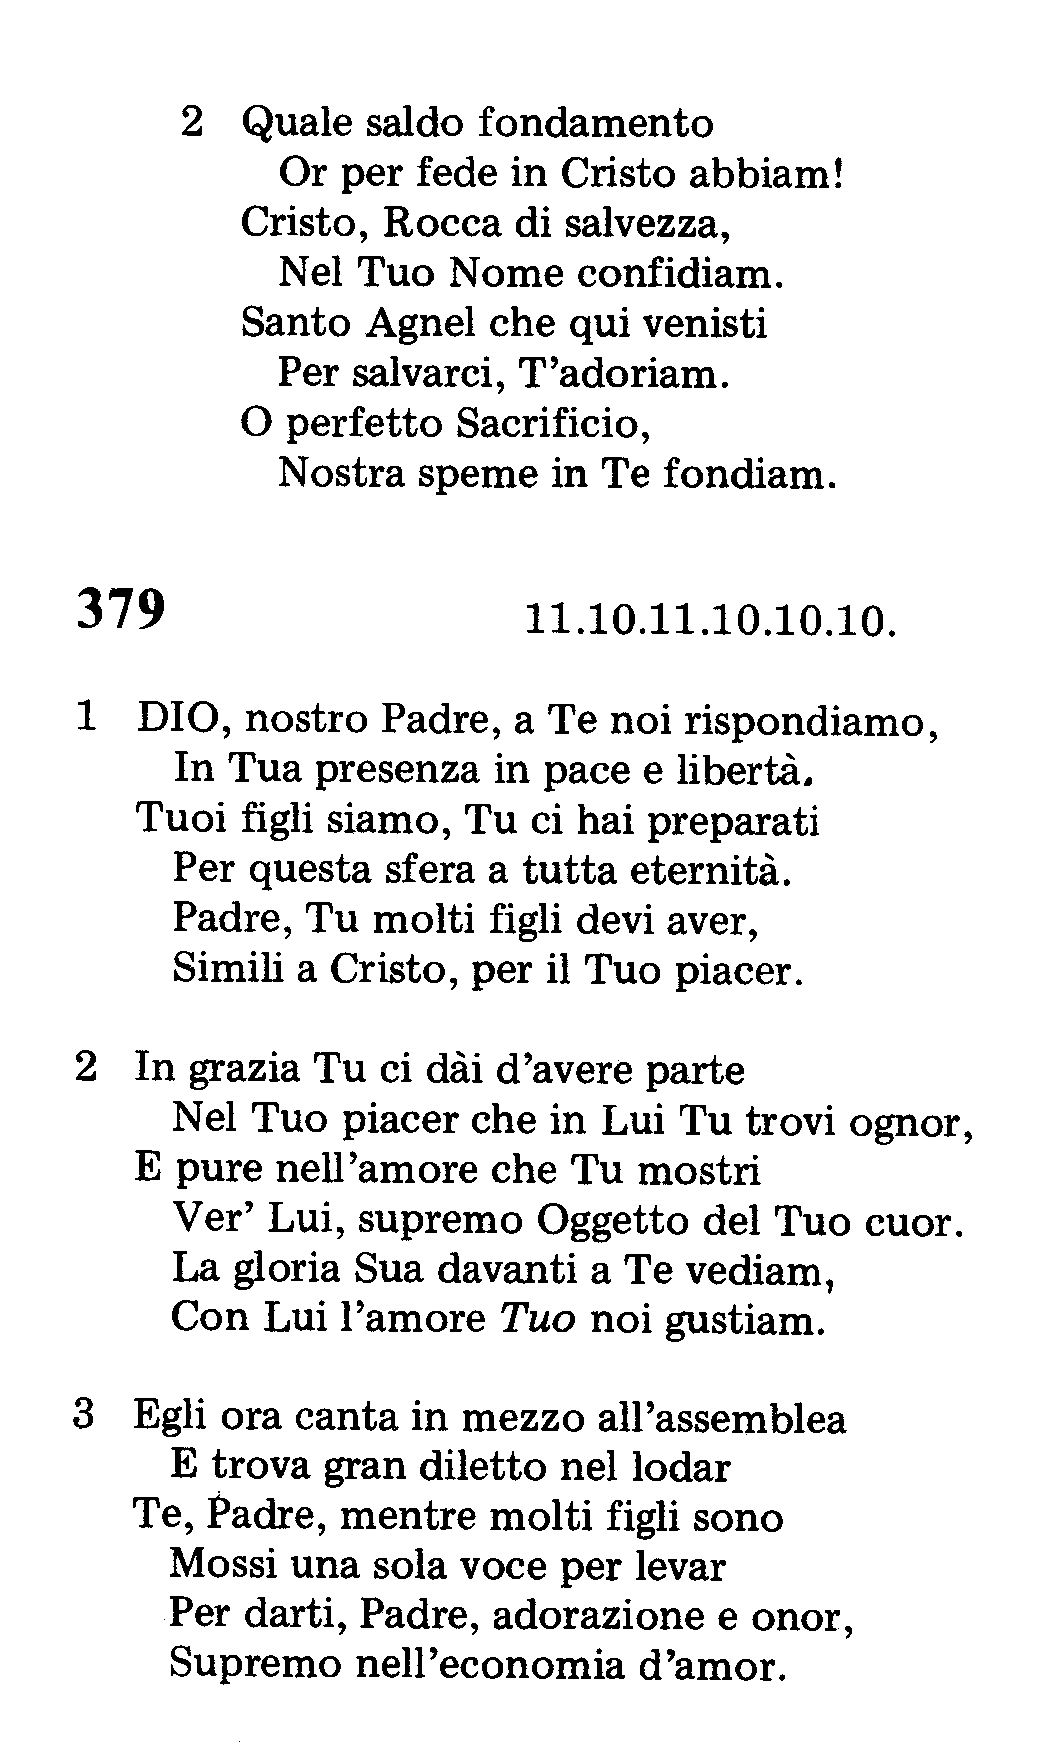 2 Quale saldo fondamento
Or per fede in Cristo abbiam!
Cristo, Rocca di salvezza,
Nel Tuo Nome confidiam.
Santo Agnel che qui venisti
Per salvarci, T’adoriam.
O perfetto Sacrificio,
Nostra speme in Te fondiam.
379 11.10.11.10.10.10.
1 DIO, nostro Padre, a Te noi rispondiamo,
In Tua presenza in pace e libertà.
Tuoi figli siamo, Tu ci hai preparati
Per questa sfera a tutta eternità.
Padre, Tu molti figli devi aver,
Simili a Cristo, per il Tuo piacer.
2 In grazia Tu ci dài d’avere parte
Nel Tuo piacer che in Lui Tu trovi ognor,
E pure nell’amore che Tu mostri
Ver’ Lui, supremo Oggetto del Tuo cuor.
La gloria Sua davanti a Te vediam,
Con Lui l’amore Tuo noi gustiam.
3 Egli ora canta in mezzo all’assemblea
E trova gran diletto nel lodar
Te, Padre, mentre molti figli sono
Mossi una sola voce per levar
Per darti, Padre, adorazione e onor,
Supremo nell’economia d’amor.